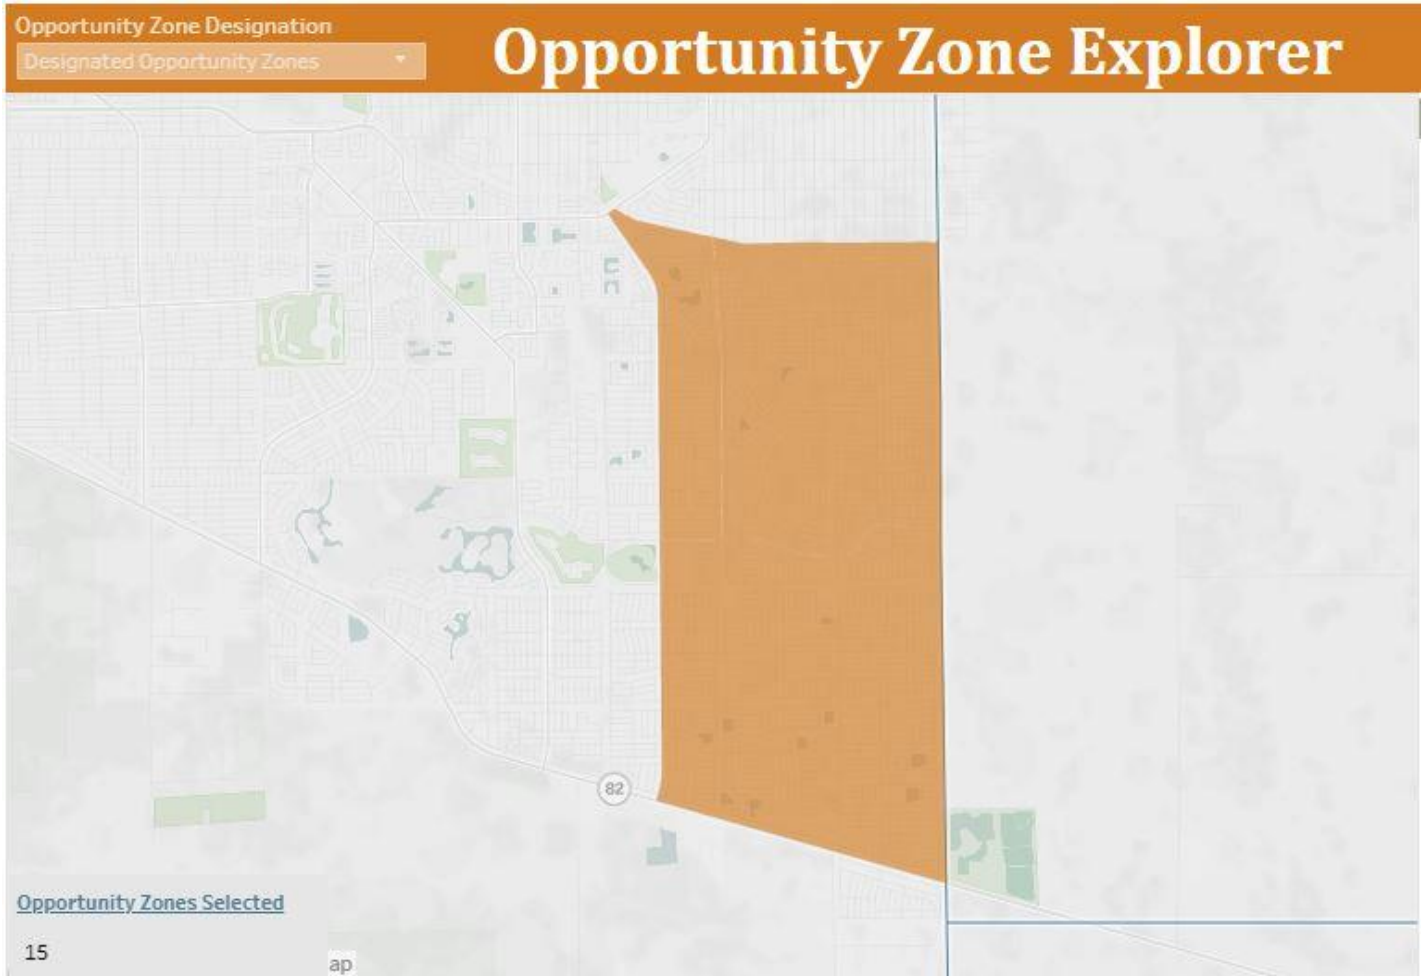 Opportunity Zone Designation
Designated Opportunity Zones
Opportunity Zone Explorer
82
Opportunity Zones Selected
15
ap